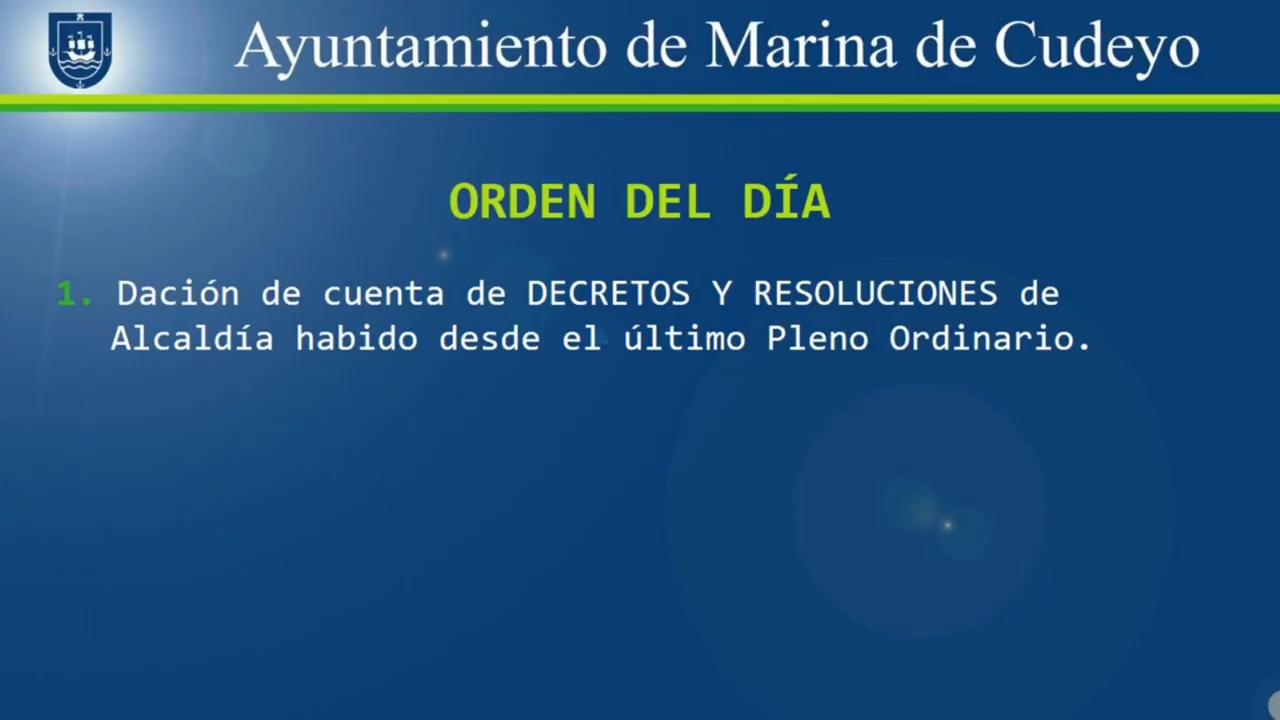 Ayuntamiento de Marina de Cudeyo
ORDEN DEL DÍA
1. Dación de cuenta de DECRETOS Y RESOLUCIONES de
Alcaldía habido desde el último Pleno Ordinario.